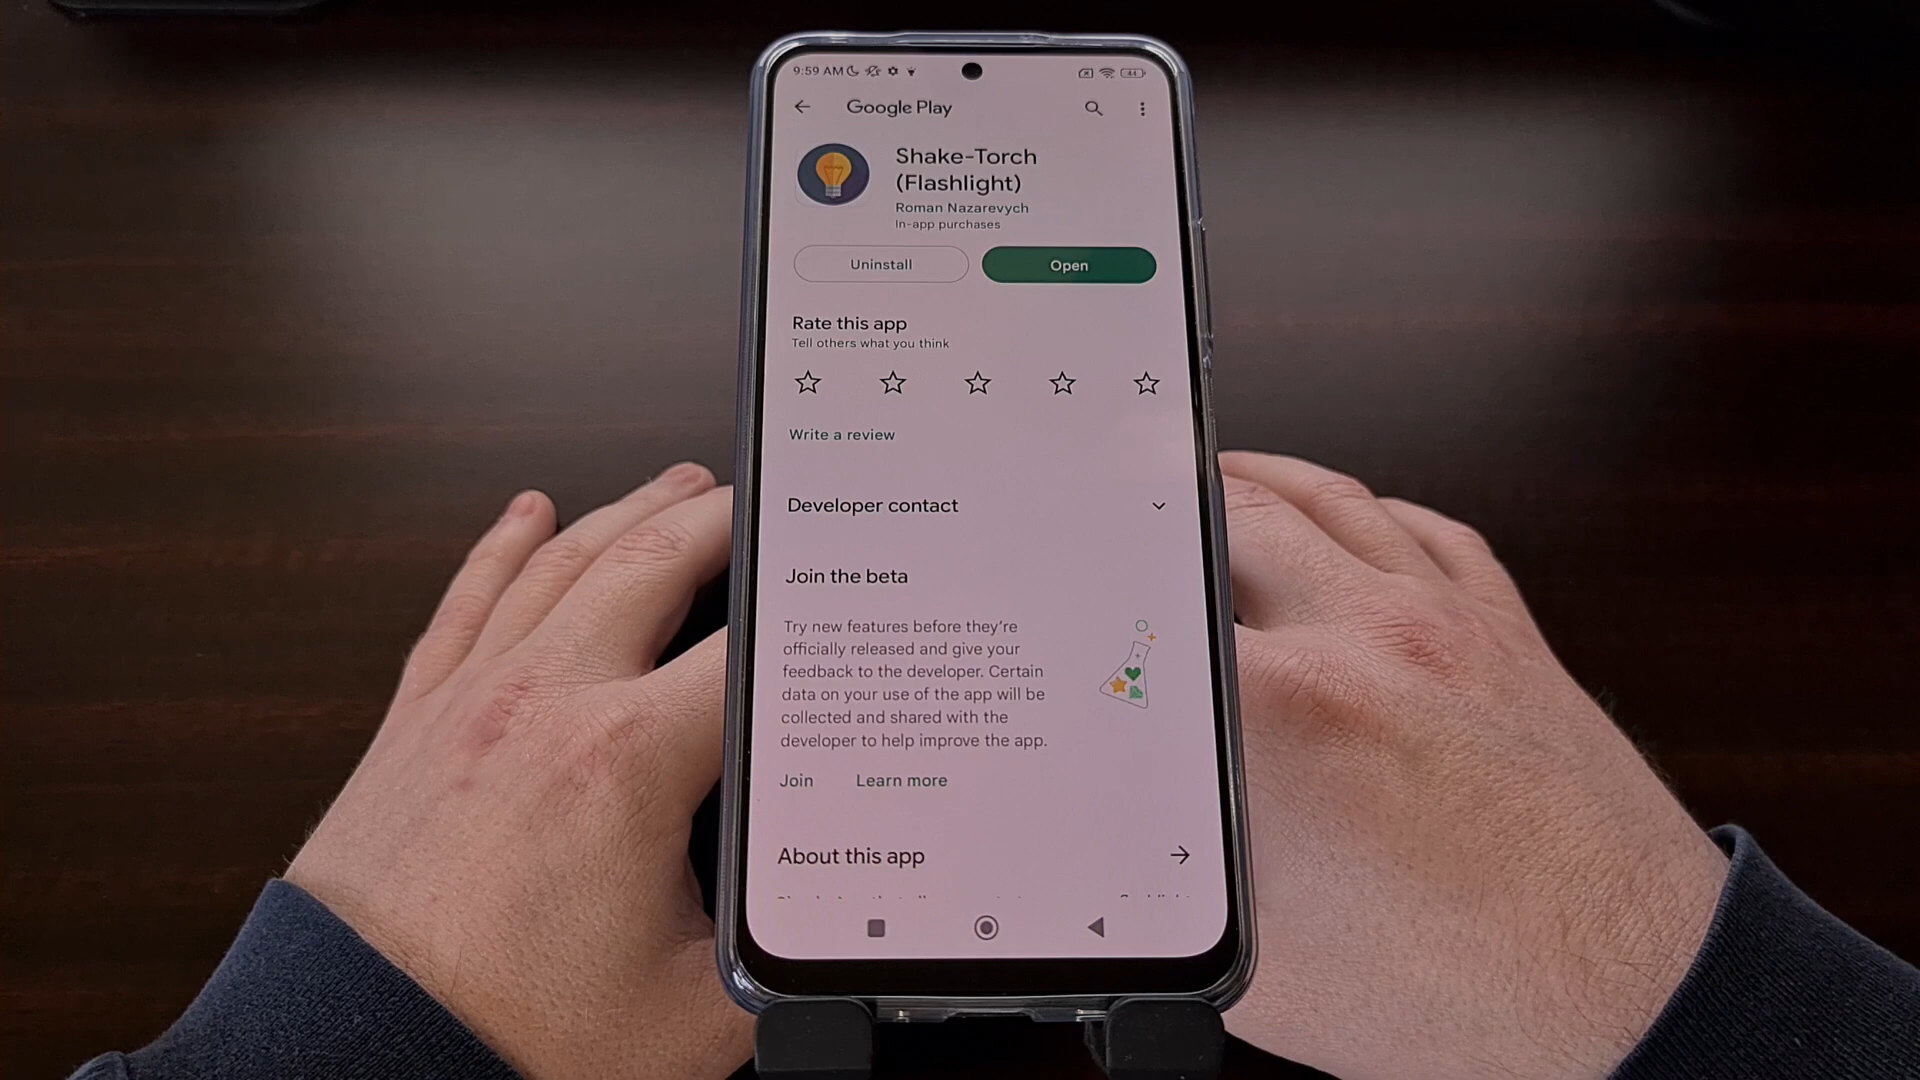 9:59 AM
44
Google Play
Shake-Torch
(Flashlight)
Roman Nazarevych
In-app purchases
Uninstall
Open
Rate this app
Tell others what you think
Write a review
Developer contact
Join the beta
Try new features before they're
officially released and give your
feedback to the developer. Certain
data on your use of the app will be
collected and shared with the
developer to help improve the app.
Join
Learn more
About this app